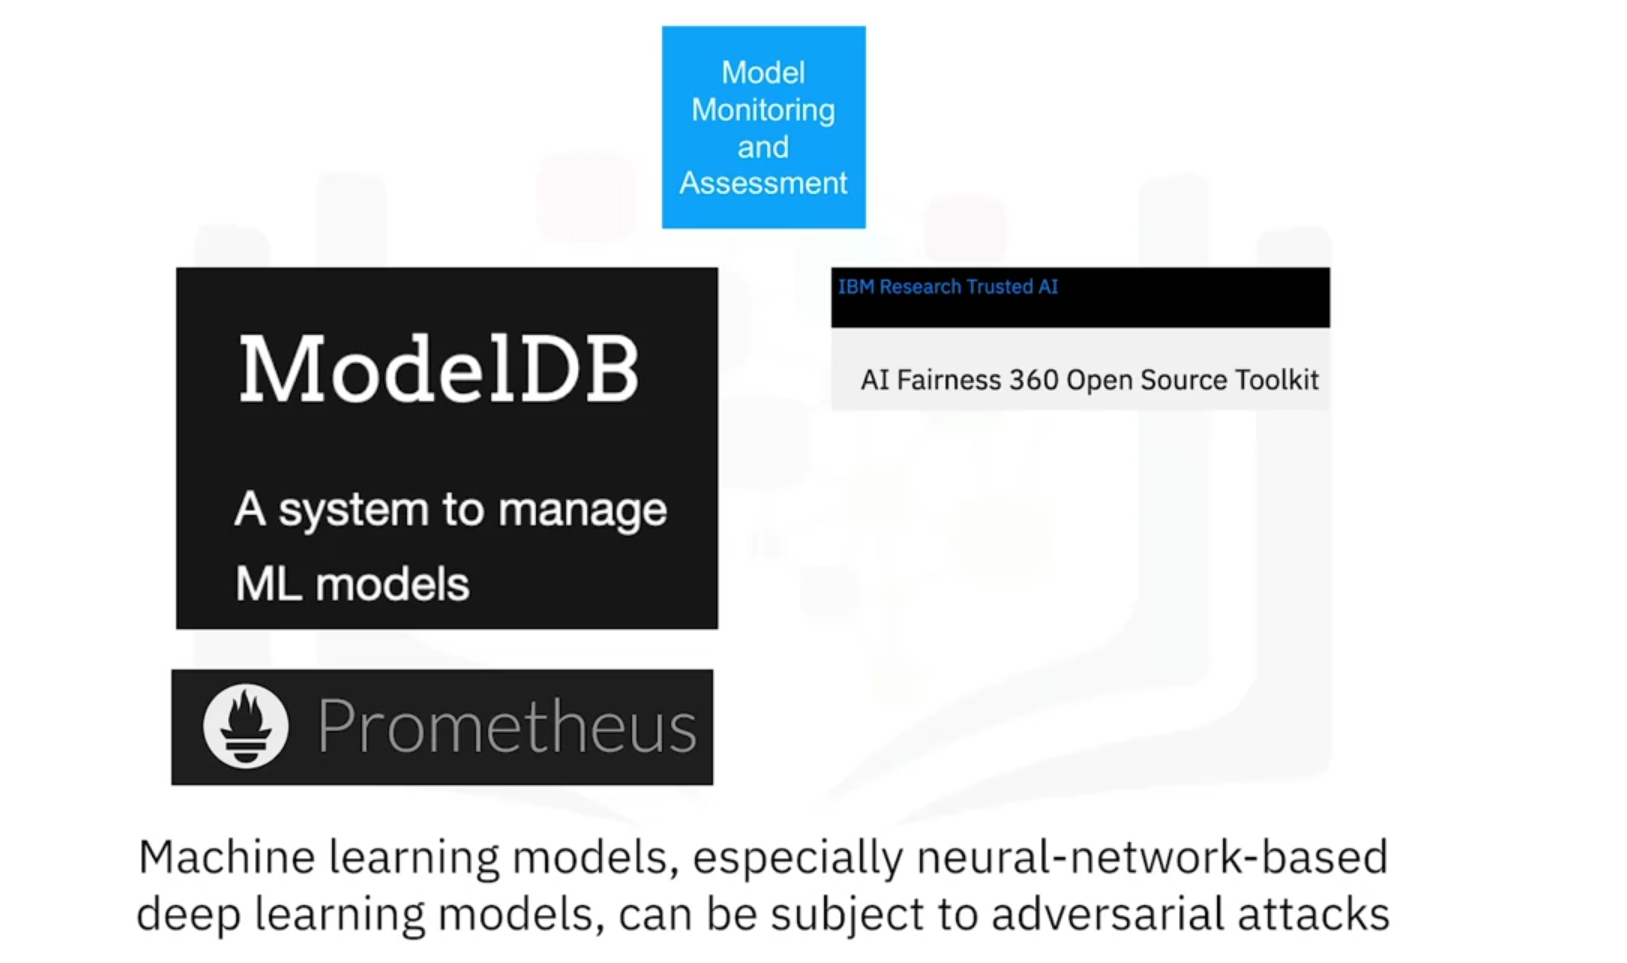 Model
Monitoring
and
Assessment
ModelDB
A system to manage
ML models
IBM Research Trusted AI
AI Fairness 360 Open Source Toolkit
Prometheus
Machine learning models, especially neural-network-based
deep learning models, can be subject to adversarial attacks